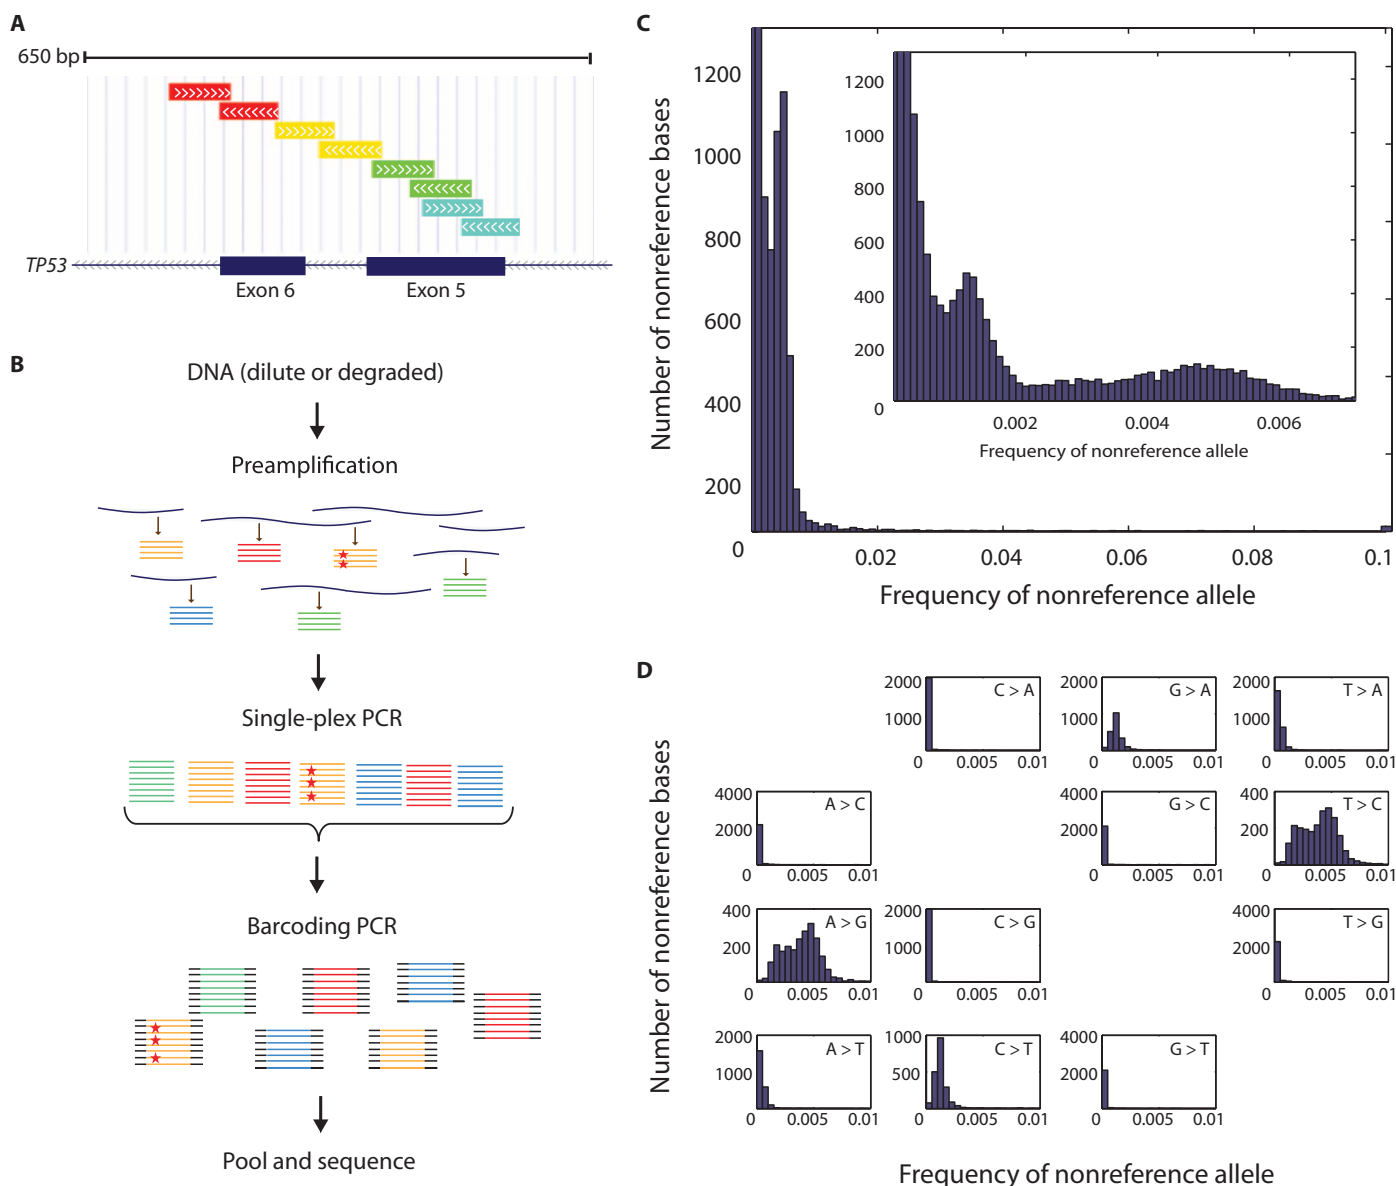 A
650 bp
TP53
Exon 6
Exon 5
B
DNA (dilute or degraded)
Preamplification
Single-plex PCR
Barcoding PCR
Pool and sequence
C
Number of nonreference bases
1200
1000
800
600
400
200
0
0.02
0.04
0.06
0.08
0.1
Frequency of nonreference allele
Number of nonreference bases
1200
1000
800
600
400
200
0
0.002
0.004
0.006
Frequency of nonreference allele
D
Number of nonreference bases
2000
1000
C > A
0
0.005
0.01
2000
1000
G > A
0
0.005
0.01
2000
1000
T > A
0
0.005
0.01
4000
2000
A > C
0
0.005
0.01
4000
2000
G > C
0
0.005
0.01
400
200
T > C
0
0.005
0.01
400
200
A > G
0
0.005
0.01
2000
1000
C > G
0
0.005
0.01
4000
2000
T > G
0
0.005
0.01
2000
1000
A > T
0
0.005
0.01
1000
500
C > T
0
0.005
0.01
4000
2000
G > T
0
0.005
0.01
Frequency of nonreference allele